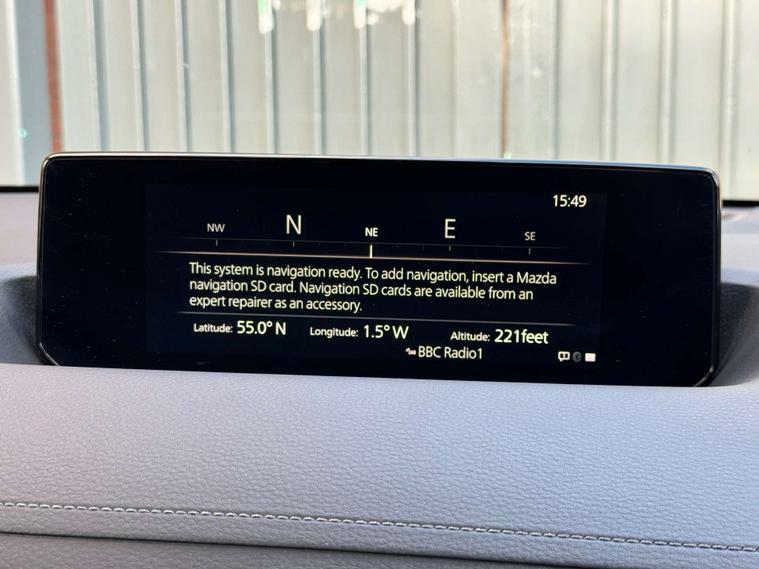 15:49
NW N NE E SE
This system is navigation ready. To add navigation, insert a Mazda
navigation SD card. Navigation SD cards are available from an
expert repairer as an accessory.
Latitude: 55.0° N Longitude: 1.5° W Altitude: 221feet
BBC Radio1